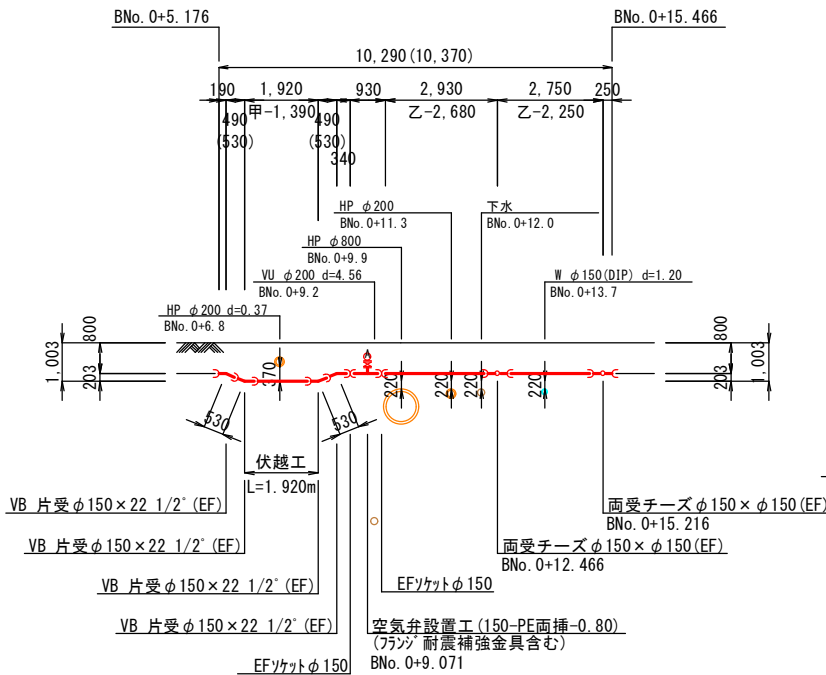 BNo. 0+5.176
BNo. 0+15.466
10,290(10,370)
190
1,920
930
2,930
2,750
250
490
甲-1,390
490
乙-2,680
乙-2,250
(530)
(530)
340
HP φ200
BNo. 0+11.3
下水
BNo. 0+12.0
HP φ800
BNo. 0+9.9
VU φ200 d=4.56
BNo. 0+9.2
W φ150(DIP) d=1.20
BNo. 0+13.7
HP φ200 d=0.37
BNo. 0+6.8
1,003
800
203
370
220
220
220
220
800
203
1,003
530
530
伏越工
L=1.920m
VB 片受φ150×22 1/2°(EF)
両受チーズφ150×φ150(EF)
BNo. 0+15.216
VB 片受φ150×22 1/2°(EF)
両受チーズφ150×φ150(EF)
BNo. 0+12.466
VB 片受φ150×22 1/2°(EF)
EFソケットφ150
VB 片受φ150×22 1/2°(EF)
空気弁設置工(150-PE両挿-0.80)
(フランジ耐震補強金具含む)
BNo. 0+9.071
EFソケットφ150